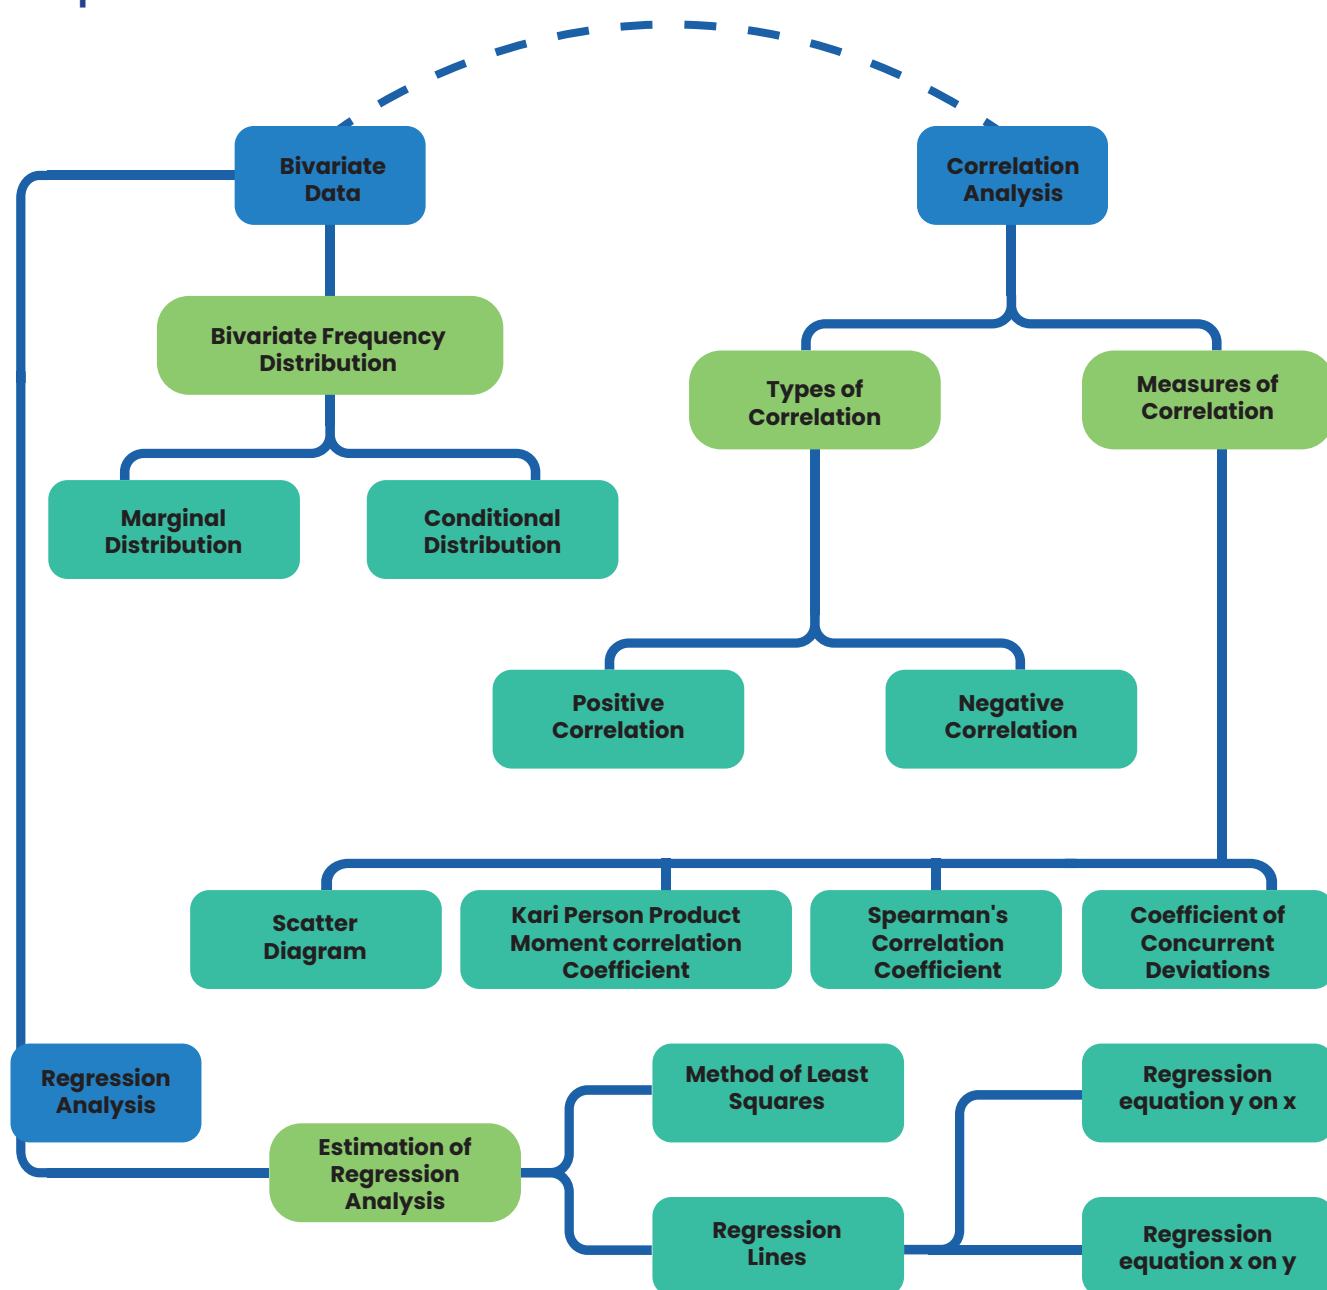 Bivariate
Data
Correlation
Analysis
Bivariate Frequency
Distribution
Types of
Correlation
Measures of
Correlation
Marginal
Distribution
Conditional
Distribution
Positive
Correlation
Negative
Correlation
Scatter
Diagram
Kari Person Product
Moment correlation
Coefficient
Spearman's
Correlation
Coefficient
Coefficient of
Concurrent
Deviations
Regression
Analysis
Estimation of
Regression
Analysis
Method of Least
Squares
Regression
equation y on x
Regression
Lines
Regression
equation x on y